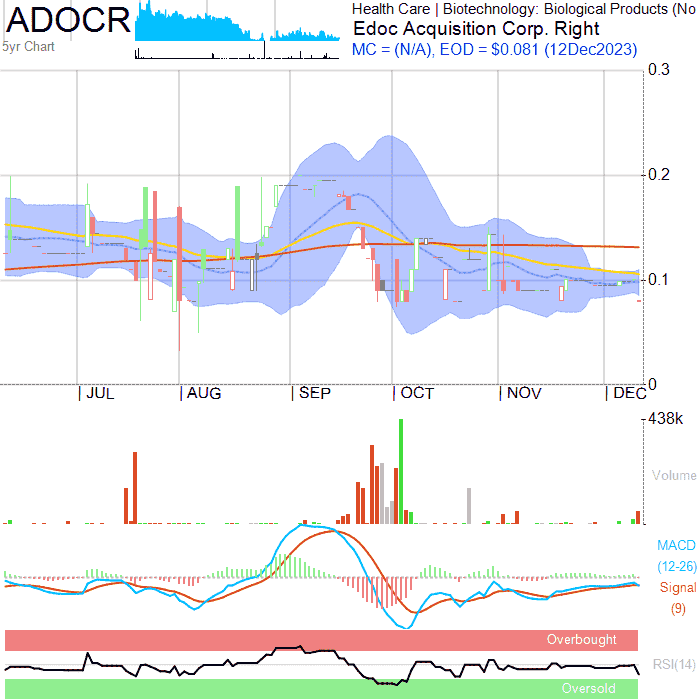 ADOCR
5yr Chart
Health Care | Biotechnology: Biological Products (No
Edoc Acquisition Corp. Right
MC = (N/A), EOD = $0.081 (12Dec2023)
0.3
0.2
0.1
0
| JUL | AUG | SEP | OCT | NOV | DEC
438k
Volume
MACD
(12-26)
Signal
(9)
Overbought
RSI(14)
Oversold